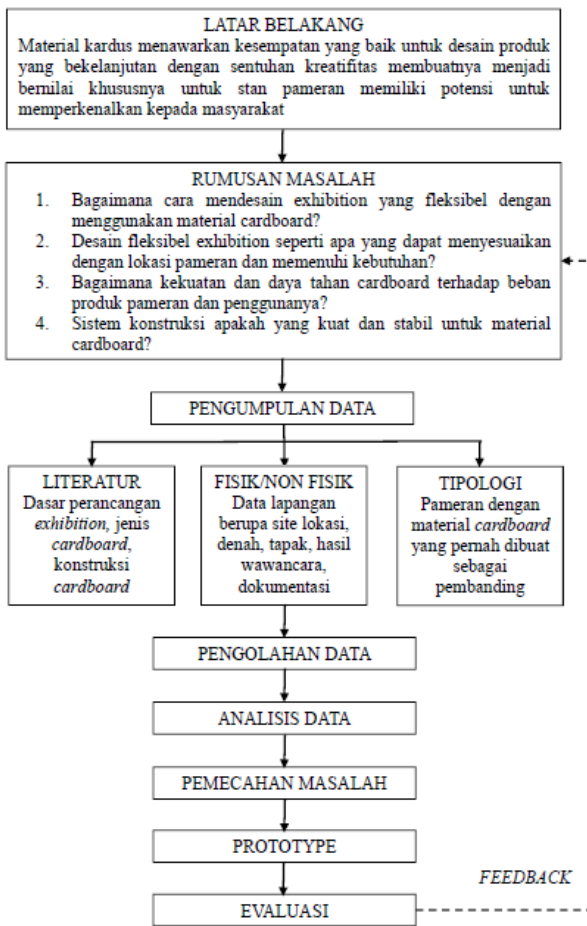 LATAR BELAKANG
Material kardus menawarkan kesempatan yang baik untuk desain produk
yang bekelanjutan dengan sentuhan kreatifitas membuatnya menjadi
bernilai khususnya untuk stan pameran memiliki potensi untuk
memperkenalkan kepada masyarakat
RUMUSAN MASALAH
1. Bagaimana cara mendesain exhibition yang fleksibel dengan
menggunakan material cardboard?
2. Desain fleksibel exhibition seperti apa yang dapat menyesuaikan
dengan lokasi pameran dan memenuhi kebutuhan?
3. Bagaimana kekuatan dan daya tahan cardboard terhadap beban
produk pameran dan penggunanya?
4. Sistem konstruksi apakah yang kuat dan stabil untuk material
cardboard?
PENGUMPULAN DATA
LITERATUR
Dasar perancangan
exhibition, jenis
cardboard,
konstruksi
cardboard
FISIK/NON FISIK
Data lapangan
berupa site lokasi,
denah, tapak, hasil
wawancara,
dokumentasi
TIPOLOGI
Pameran dengan
material cardboard
yang pernah dibuat
sebagai
pembanding
PENGOLAHAN DATA
ANALISIS DATA
PEMECAHAN MASALAH
PROTOTYPE
FEEDBACK
EVALUASI